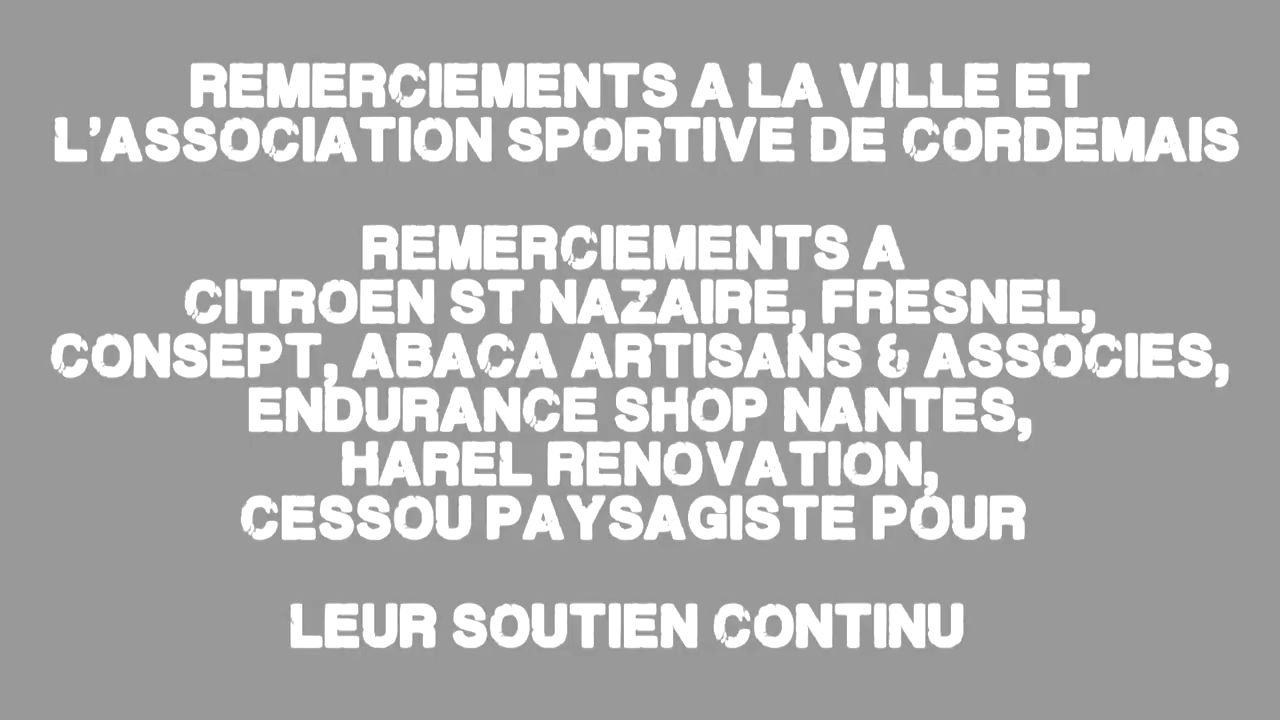 REMERCIEMENTS A LA VILLE ET
L'ASSOCIATION SPORTIVE DE CORDEMAIS
REMERCIEMENTS A
CITROEN ST NAZAIRE, FRESNEL,
CONSEPT, ABACA ARTISANS & ASSOCIES,
ENDURANCE SHOP NANTES,
HAREL RENOVATION,
CESSOU PAYSAGISTE POUR
LEUR SOUTIEN CONTINU